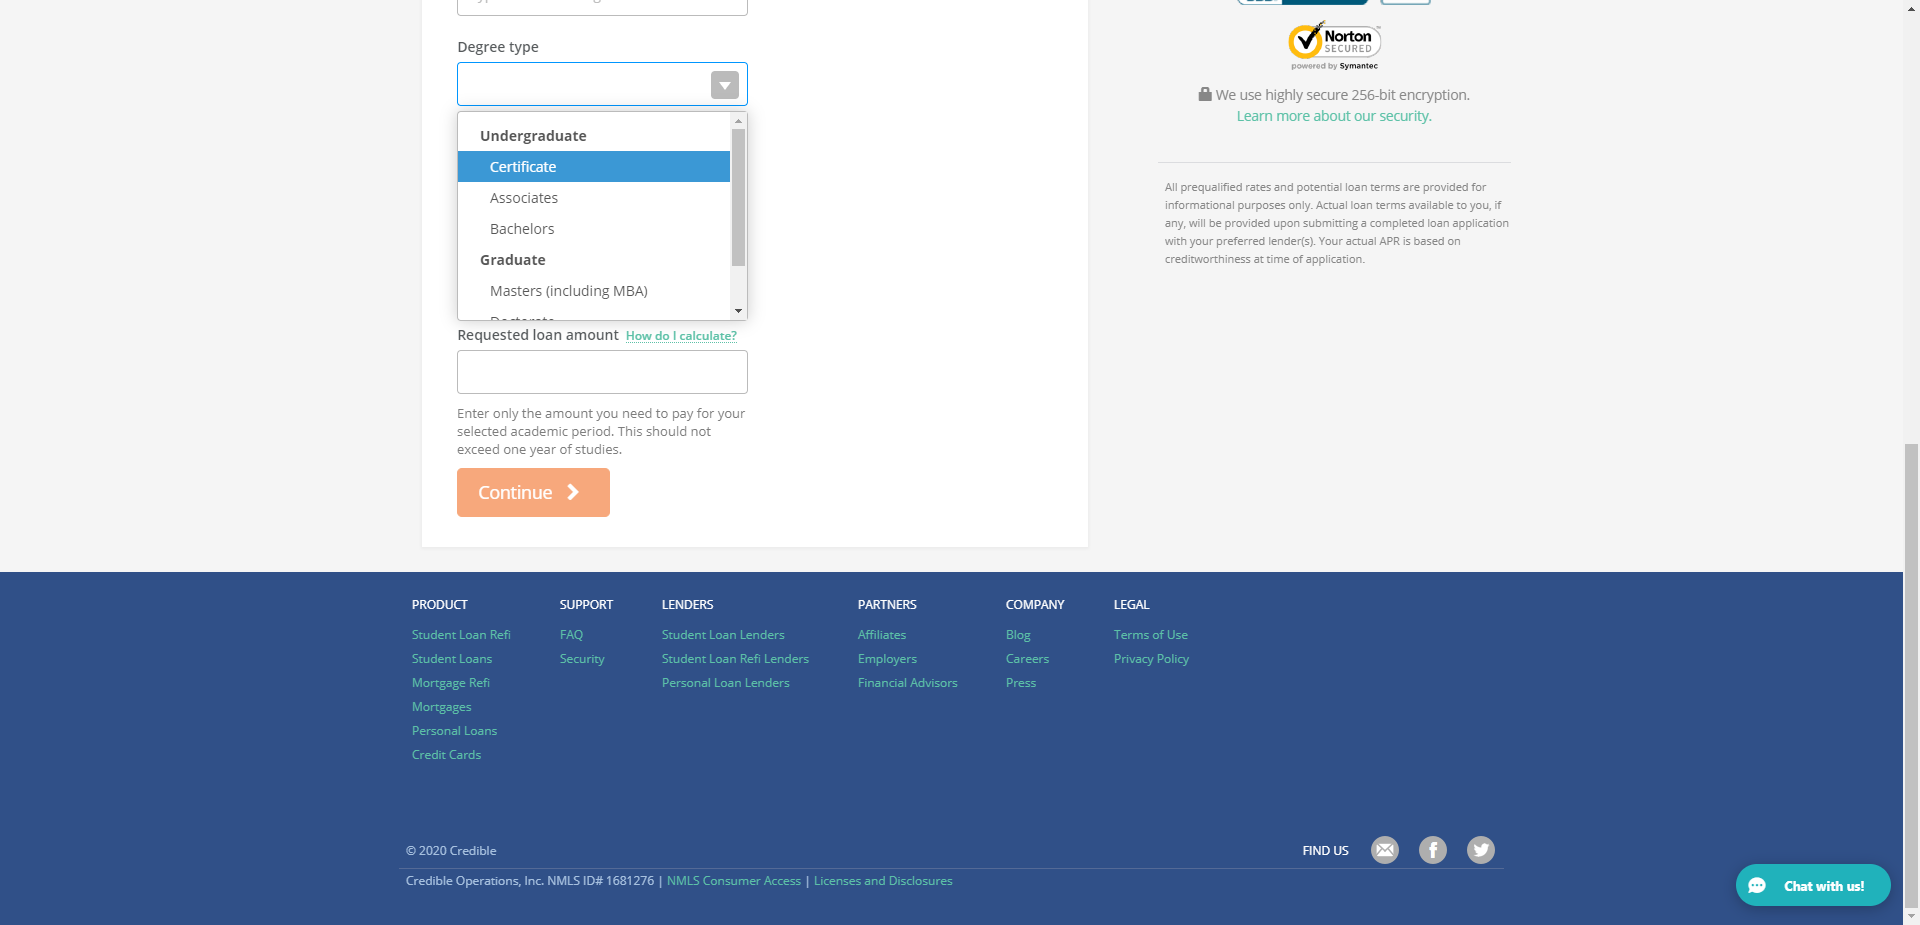 Degree type
Undergraduate
Certificate
Associates
Bachelors
Graduate
Masters (including MBA)
Requested loan amount How do I calculate?
Enter only the amount you need to pay for your
selected academic period. This should not
exceed one year of studies.
Continue
Norton
SECURED
powered by Symantec
We use highly secure 256-bit encryption.
Learn more about our security.
All prequalified rates and potential loan terms are provided for
informational purposes only. Actual loan terms available to you, if
any, will be provided upon submitting a completed loan application
with your preferred lender(s). Your actual APR is based on
creditworthiness at time of application.
PRODUCT
Student Loan Refi
Student Loans
Mortgage Refi
Mortgages
Personal Loans
Credit Cards
SUPPORT
FAQ
Security
LENDERS
Student Loan Lenders
Student Loan Refi Lenders
Personal Loan Lenders
PARTNERS
Affiliates
Employers
Financial Advisors
COMPANY
Blog
Careers
Press
LEGAL
Terms of Use
Privacy Policy
© 2020 Credible
FIND US
Credible Operations, Inc. NMLS ID# 1681276 | NMLS Consumer Access | Licenses and Disclosures
Chat with us!